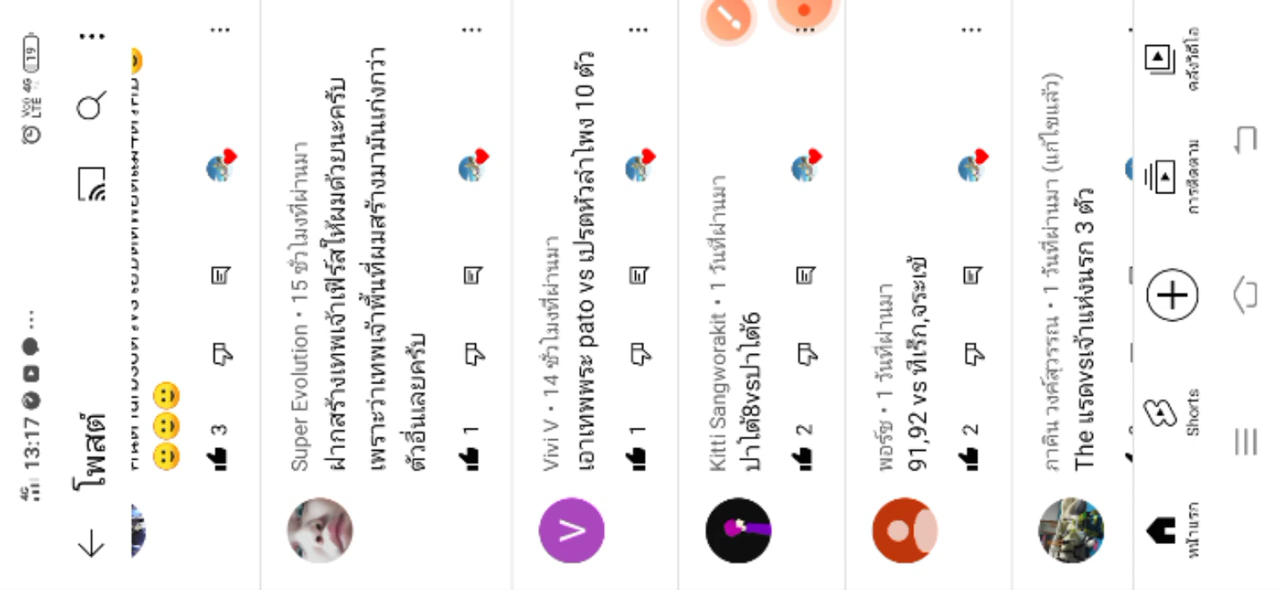 13:17
4G
Voo 4G
LTE
19
โพสต์
3
Super Evolution • 15 ชั่วโมงที่ผ่านมา
ฝากสร้างเทพเจ้าเฟิร์สให้ผมด้วยนะครับ
เพราะว่าเทพเจ้าพื้นที่ผมสร้างมามันเก่งกว่า
ตัวอื่นเลยครับ
1
Vivi V • 14 ชั่วโมงที่ผ่านมา
เอาเทพพระ pato vs เปรตหัวลำโพง 10 ตัว
1
Kitti Sangworakit • 1 วันที่ผ่านมา
ปาใต้8vsปาใต้6
2
พอร์ช • 1 วันที่ผ่านมา
91,92 vs ทีเร็ก,จระเข้
2
ภาคิน วงค์สุวรรณ • 1 วันที่ผ่านมา (แก้ไขแล้ว)
The แรดvsเจ้าแห่งนรก 3 ตัว
หน้าแรก
Shorts
การติดตาม
คลังวิดีโอ